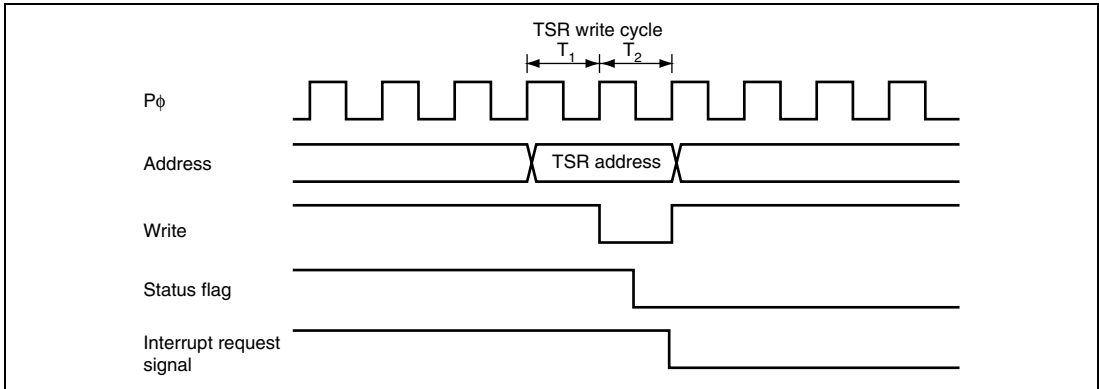 TSR write cycle
T1 T2
Pϕ
Address
TSR address
Write
Status flag
Interrupt request
signal